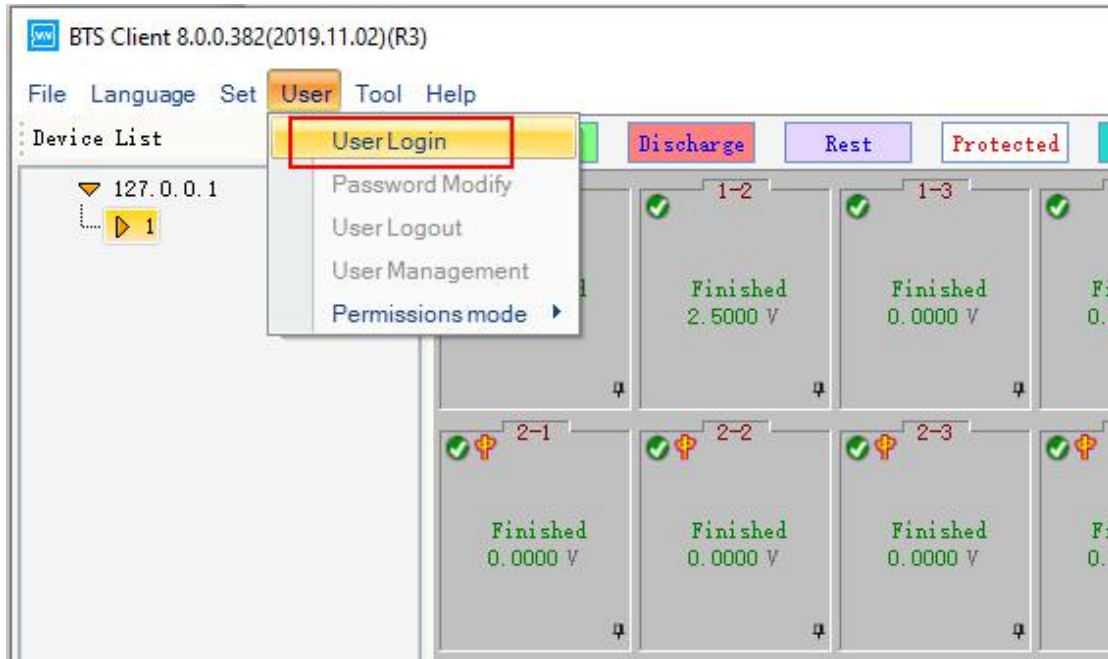 BTS Client 8.0.0.382(2019.11.02)(R3)
File Language Set User Tool Help
Device List
User Login
Password Modify
User Logout
User Management
Permissions mode
127.0.0.1
1
Discharge Rest Protected
1-2 1-3
Finished Finished
2.5000 V 0.0000 V 0.
2-1 2-2 2-3
Finished Finished Finished
0.0000 V 0.0000 V 0.0000 V 0.